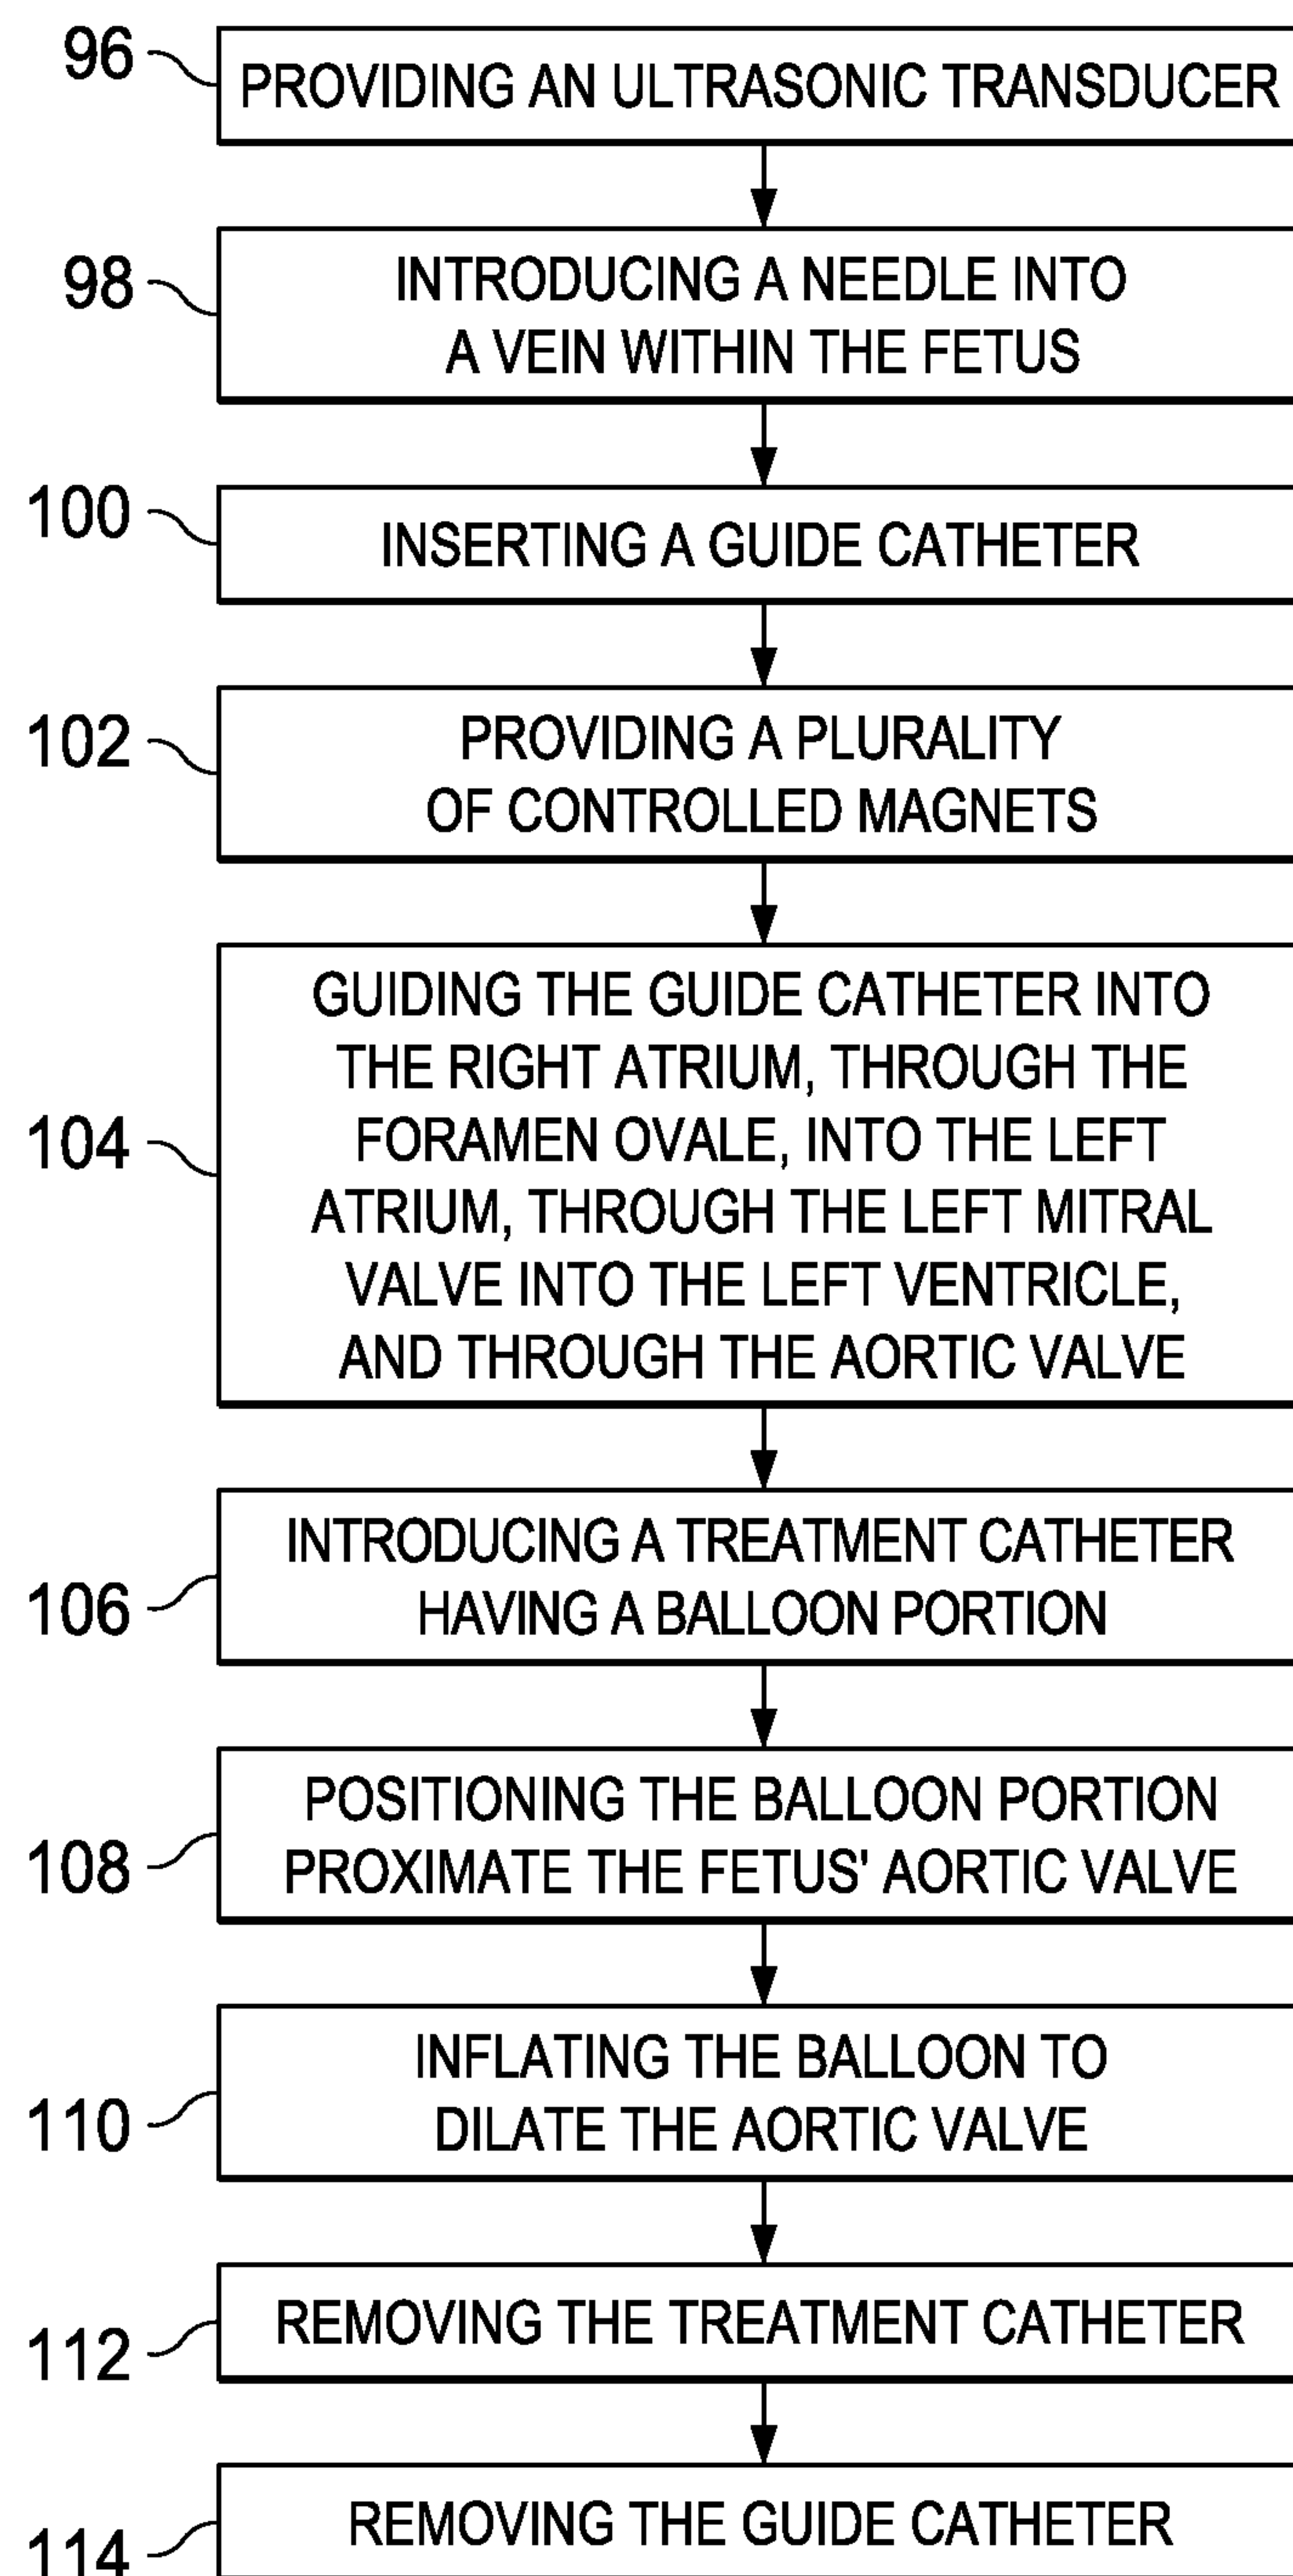 96 PROVIDING AN ULTRASONIC TRANSDUCER
98 INTRODUCING A NEEDLE INTO
A VEIN WITHIN THE FETUS
100 INSERTING A GUIDE CATHETER
102 PROVIDING A PLURALITY
OF CONTROLLED MAGNETS
GUIDING THE GUIDE CATHETER INTO
THE RIGHT ATRIUM, THROUGH THE
104 FORAMEN OVALE, INTO THE LEFT
ATRIUM, THROUGH THE LEFT MITRAL
VALVE INTO THE LEFT VENTRICLE,
AND THROUGH THE AORTIC VALVE
INTRODUCING A TREATMENT CATHETER
106 HAVING A BALLOON PORTION
POSITIONING THE BALLOON PORTION
108 PROXIMATE THE FETUS' AORTIC VALVE
INFLATING THE BALLOON TO
110 DILATE THE AORTIC VALVE
112 REMOVING THE TREATMENT CATHETER
114 REMOVING THE GUIDE CATHETER